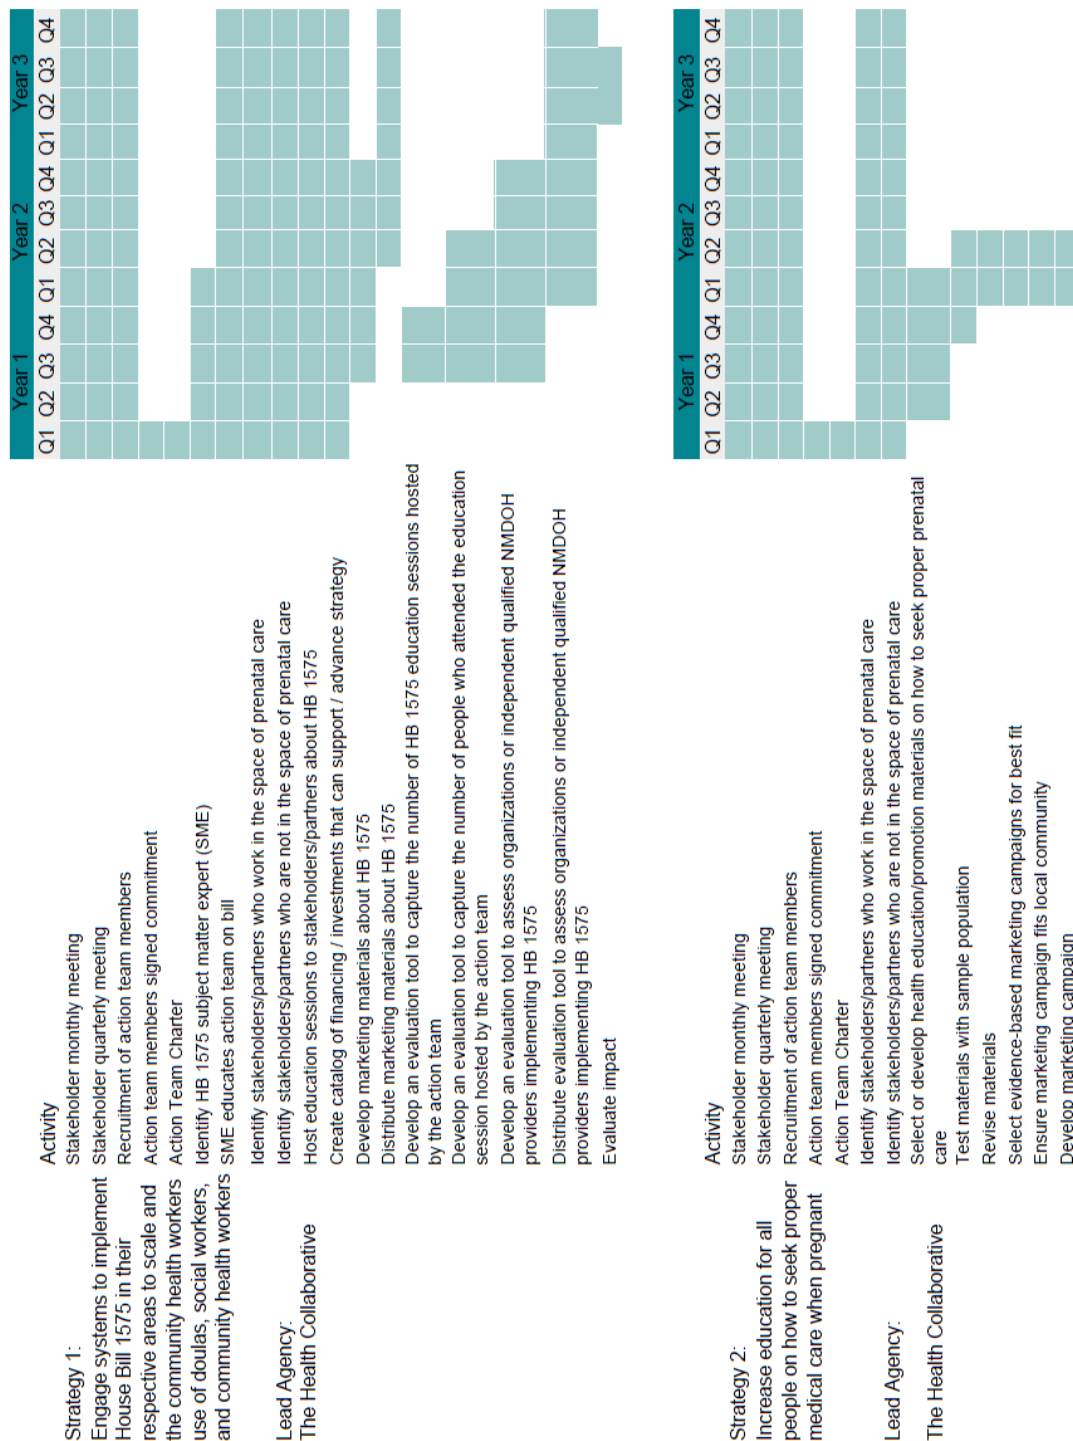 Year 1 Year 2 Year 3
Activity Q1 Q2 Q3 Q4 Q1 Q2 Q3 Q4 Q1 Q2 Q3 Q4
Strategy 1:
Engage systems to implement
House Bill 1575 in their
respective areas to scale and
the community health workers
use of doulas, social workers,
and community health workers
Lead Agency:
The Health Collaborative
Stakeholder monthly meeting
Stakeholder quarterly meeting
Recruitment of action team members
Action team members signed commitment
Action Team Charter
Identify HB 1575 subject matter expert (SME)
SME educates action team on bill
Identify stakeholders/partners who work in the space of prenatal care
Identify stakeholders/partners who are not in the space of prenatal care
Host education sessions to stakeholders/partners about HB 1575
Create catalog of financing / investments that can support / advance strategy
Develop marketing materials about HB 1575
Distribute marketing materials about HB 1575
Develop an evaluation tool to capture the number of HB 1575 education sessions hosted
by the action team
Develop an evaluation tool to capture the number of people who attended the education
session hosted by the action team
Develop an evaluation tool to assess organizations or independent qualified NMDOH
providers implementing HB 1575
Distribute evaluation tool to assess organizations or independent qualified NMDOH
providers implementing HB 1575
Evaluate impact
Year 1 Year 2 Year 3
Activity Q1 Q2 Q3 Q4 Q1 Q2 Q3 Q4 Q1 Q2 Q3 Q4
Strategy 2:
Increase education for all
people on how to seek proper
medical care when pregnant
Lead Agency:
The Health Collaborative
Stakeholder monthly meeting
Stakeholder quarterly meeting
Recruitment of action team members
Action team members signed commitment
Action Team Charter
Identify stakeholders/partners who work in the space of prenatal care
Identify stakeholders/partners who are not in the space of prenatal care
Select or develop health education/promotion materials on how to seek proper prenatal
care
Test materials with sample population
Revise materials
Select evidence-based marketing campaigns for best fit
Ensure marketing campaign fits local community
Develop marketing campaign